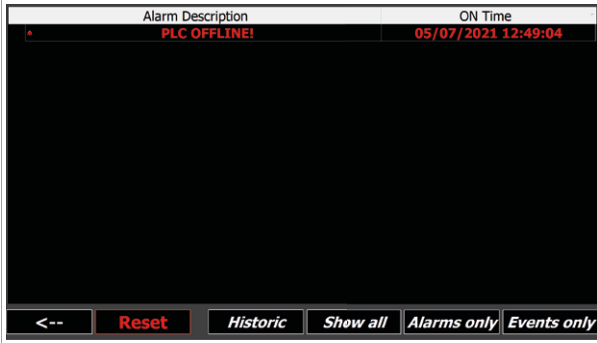 Alarm Description ON Time
PLC OFFLINE! 05/07/2021 12:49:04
<-- Reset Historic Show all Alarms only Events only